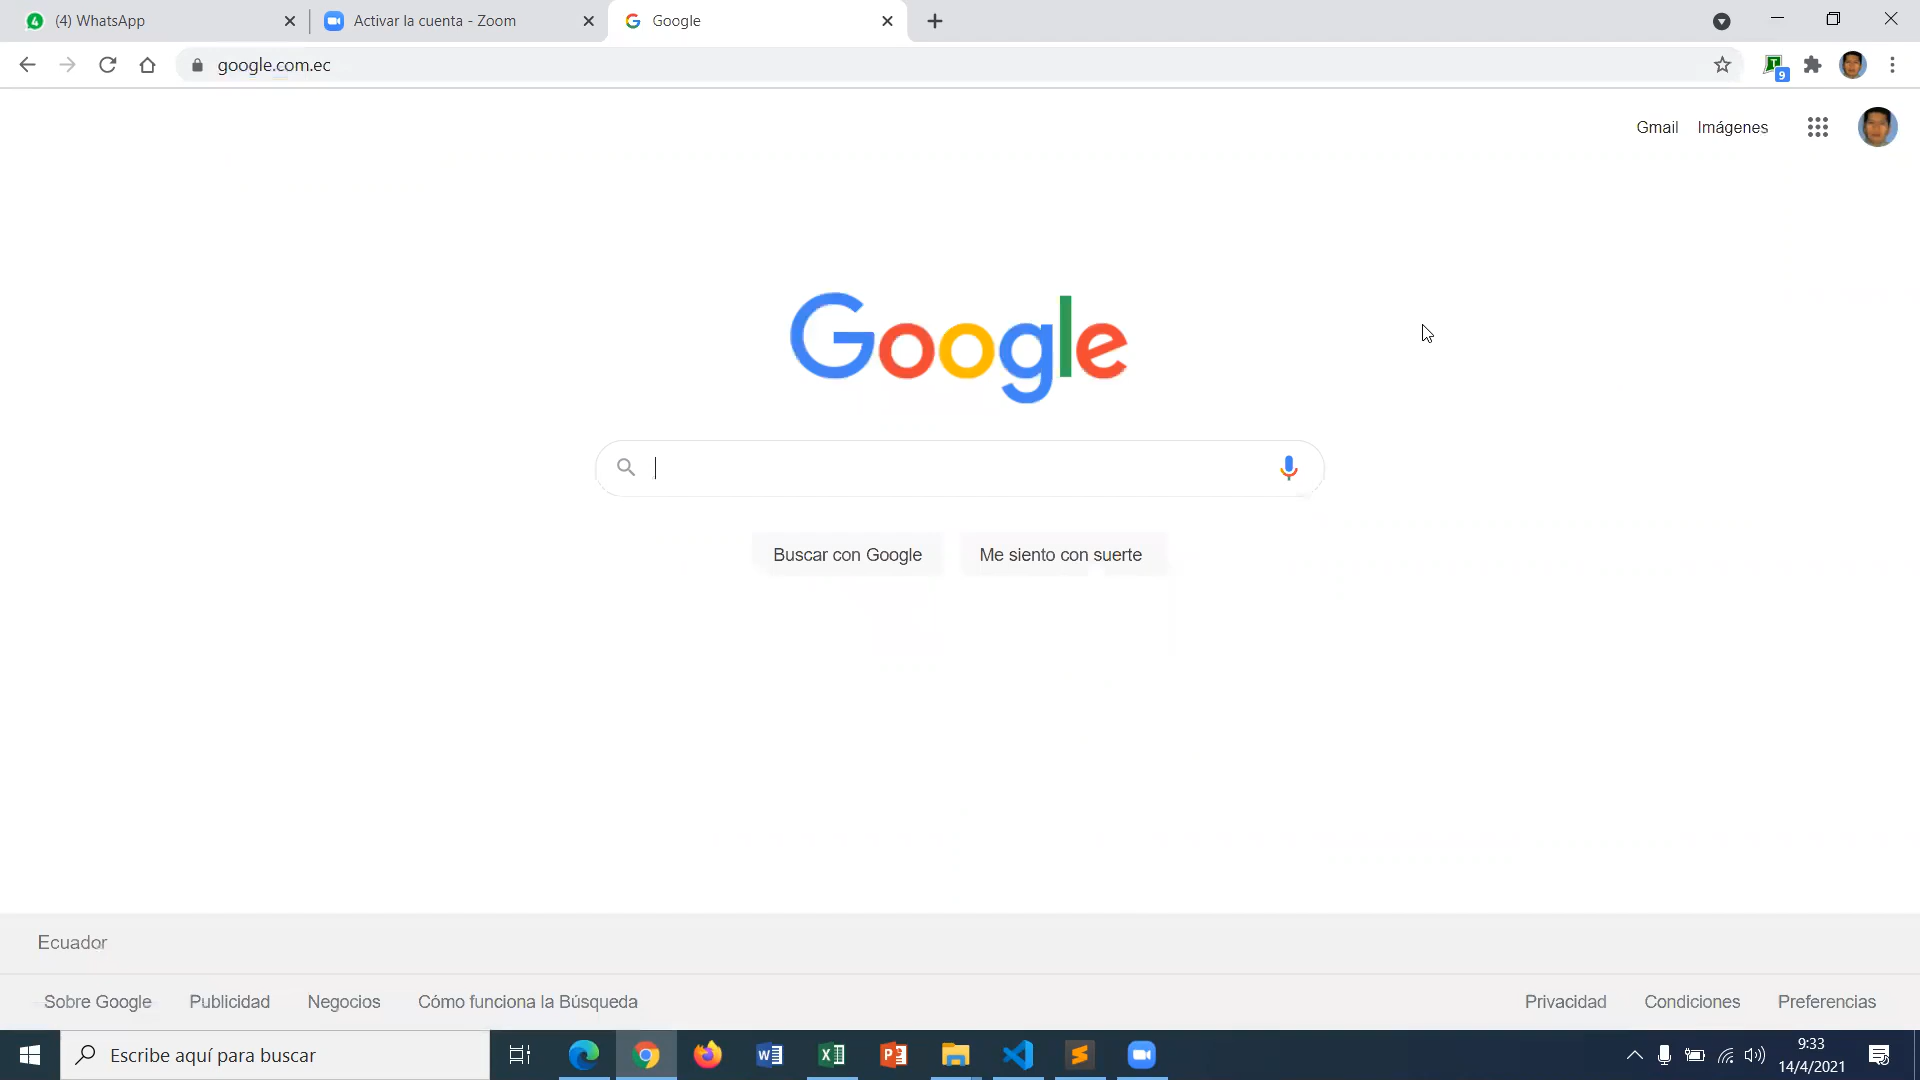 (4) WhatsApp
Activar la cuenta - Zoom
Google
google.com.ec
9
Gmail
Imágenes
Google
Buscar con Google
Me siento con suerte
Ecuador
Sobre Google
Publicidad
Negocios
Cómo funciona la Búsqueda
Privacidad
Condiciones
Preferencias
Escribe aquí para buscar
9:33
14/4/2021